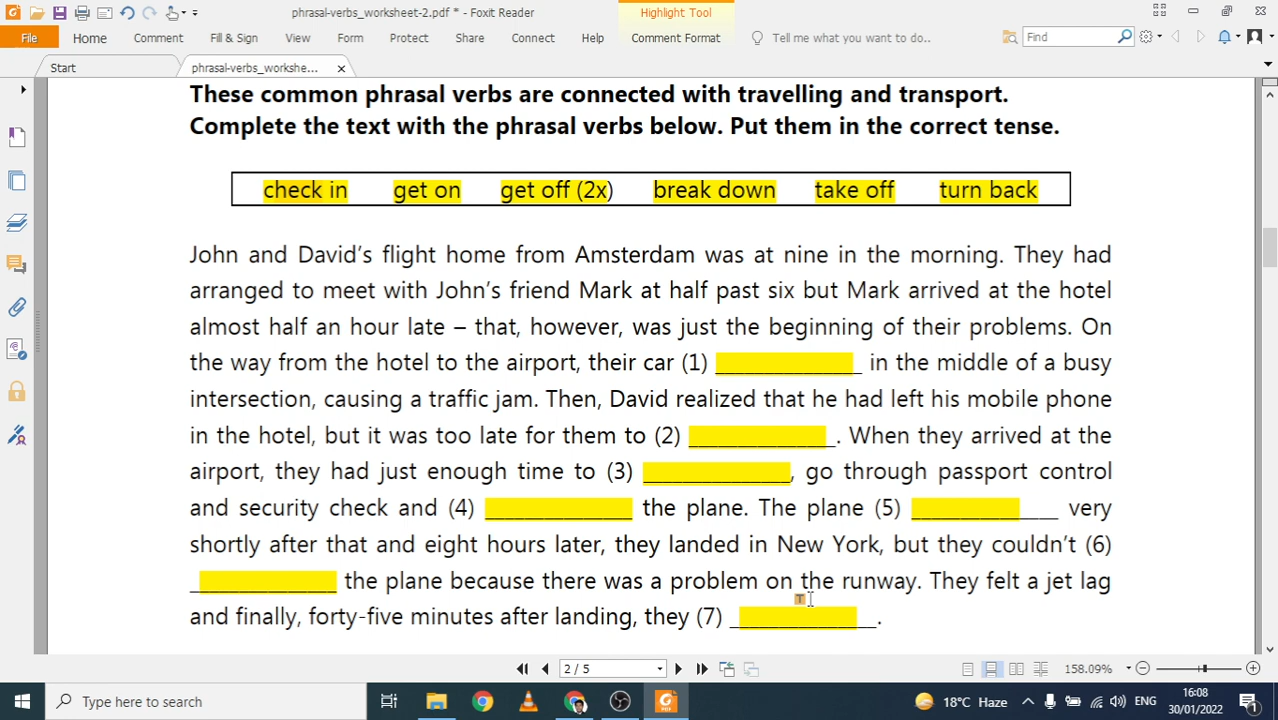 phrasal-verbs_worksheet-2.pdf * - Foxit Reader
Highlight Tool
File Home Comment Fill & Sign View Form Protect Share Connect Help Comment Format Tell me what you want to do.. Find
Start phrasal-verbs_workshe...
These common phrasal verbs are connected with travelling and transport.
Complete the text with the phrasal verbs below. Put them in the correct tense.
check in get on get off (2x) break down take off turn back
John and David’s flight home from Amsterdam was at nine in the morning. They had
arranged to meet with John’s friend Mark at half past six but Mark arrived at the hotel
almost half an hour late – that, however, was just the beginning of their problems. On
the way from the hotel to the airport, their car (1) ______________ in the middle of a busy
intersection, causing a traffic jam. Then, David realized that he had left his mobile phone
in the hotel, but it was too late for them to (2) ______________. When they arrived at the
airport, they had just enough time to (3) ______________, go through passport control
and security check and (4) ______________ the plane. The plane (5) ______________ very
shortly after that and eight hours later, they landed in New York, but they couldn’t (6)
______________ the plane because there was a problem on the runway. They felt a jet lag
and finally, forty-five minutes after landing, they (7) ______________.
2 / 5 158.09%
Type here to search 18°C Haze ENG 16:08
30/01/2022 1